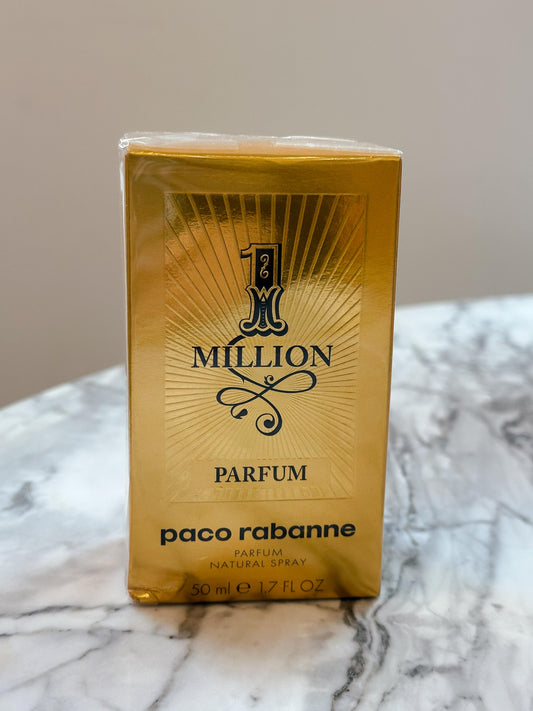 1
MILLION
PARFUM
paco rabanne
PARFUM
NATURAL SPRAY
50 ml ℮ 1.7 FL OZ